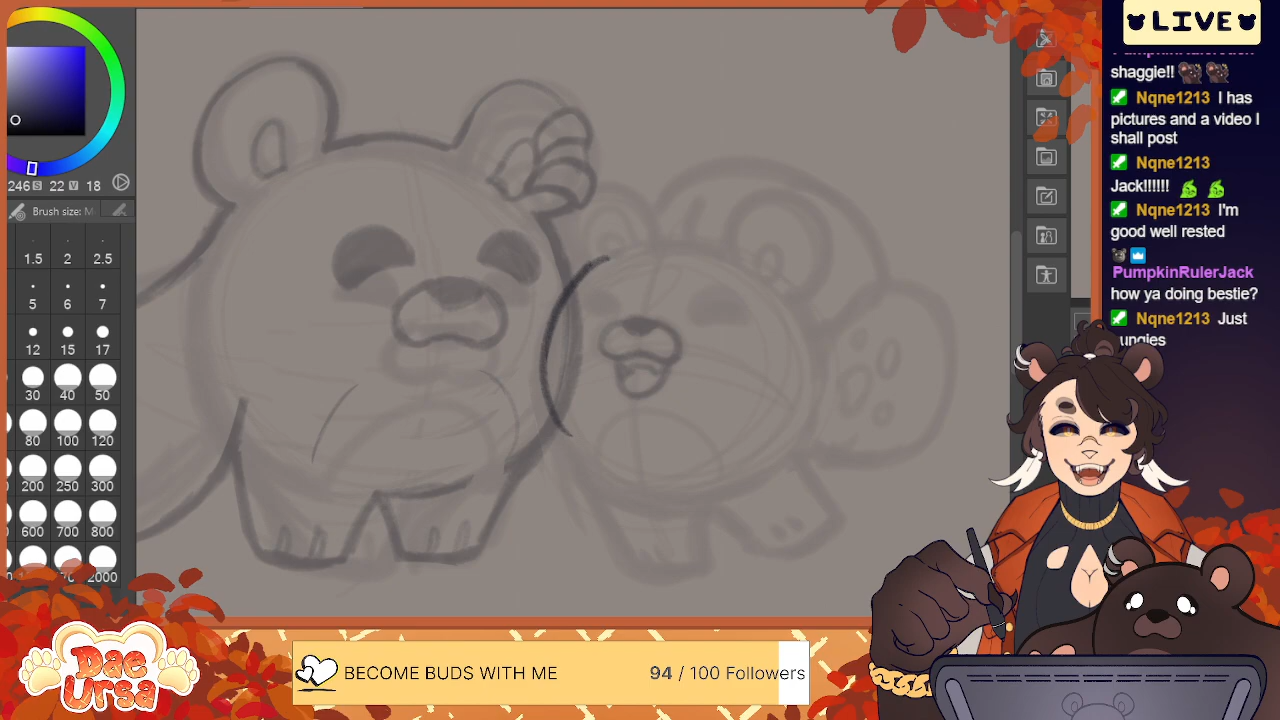 LIVE
shaggie!!
Nqne1213 I has
pictures and a video I
shall post
Nqne1213
Jack!!!!!!
Nqne1213 I'm
good well rested
PumpkinRulerJack
how ya doing bestie?
Nqne1213 Just
246 S 22 V 18
Brush size: M
1.5 2 2.5
5 6 7
12 15 17
30 40 50
80 100 120
200 250 300
600 700 800
2000
Dae
Ursa
BECOME BUDS WITH ME
94 / 100 Followers